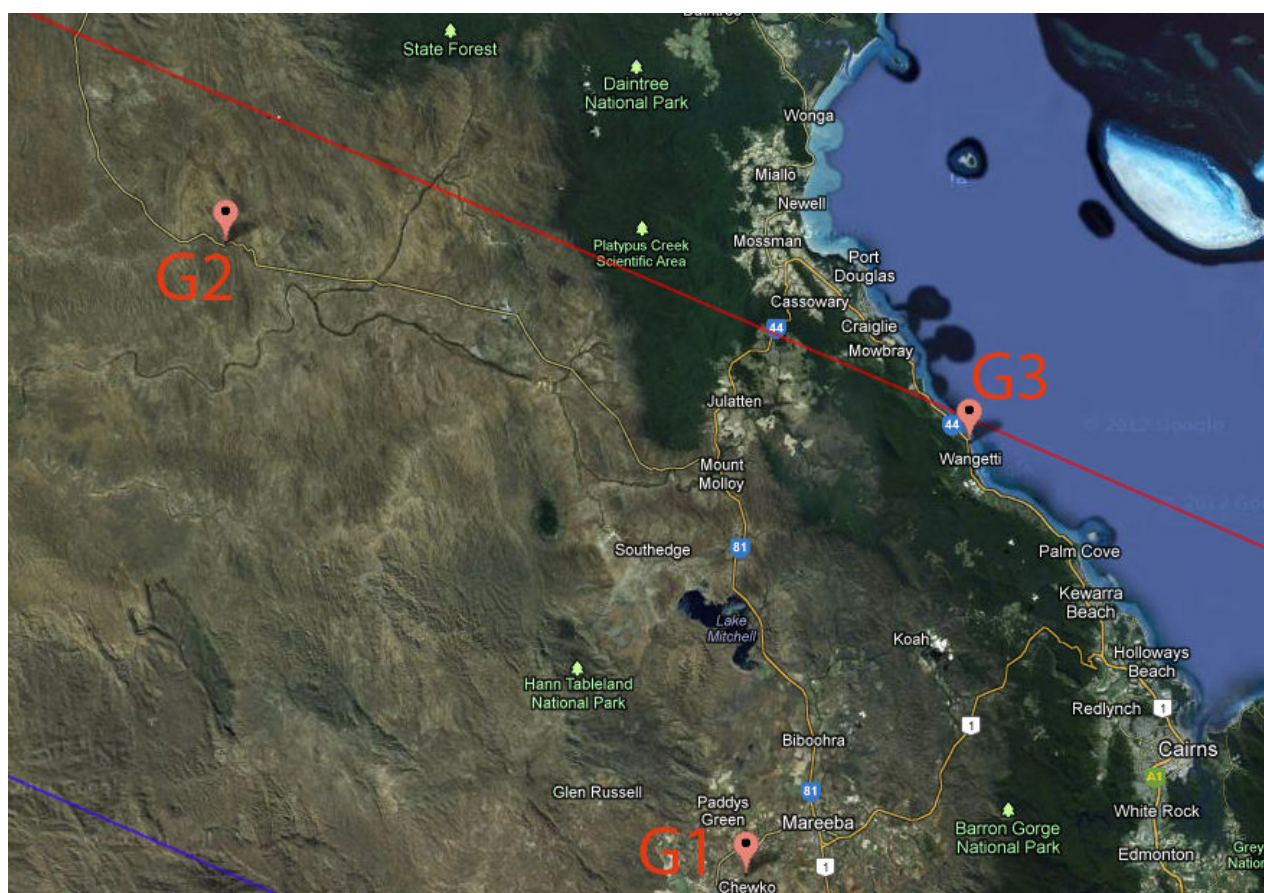 Daintree
State Forest
Daintree
National Park
Wonga
Miallo
Newell
G2
Platypus Creek
Scientific Area
Mossman
Port
Douglas
Cassowary
44
Craiglie
Mowbray
G3
Julatten
44
© 2012 Google
Wangetti
Mount
Molloy
81
Southedge
Palm Cove
Kewarra
Beach
Lake
Mitchell
Koah
Holloways
Beach
Hann Tableland
National Park
Redlynch
1
1
Biboohra
Cairns
A1
Glen Russell
81
Paddys
Green
Mareeba
White Rock
G1
Barron Gorge
National Park
Grey
Nation
Edmonton
1
Chewko